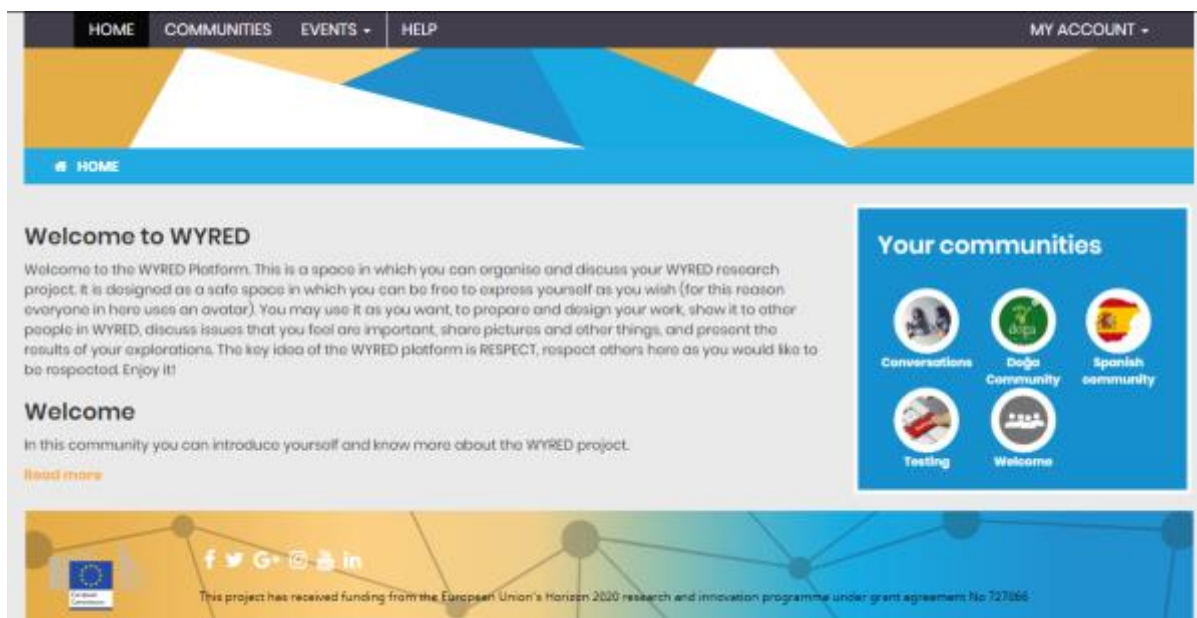 HOME COMMUNITIES EVENTS HELP MY ACCOUNT
HOME
Welcome to WYRED
Welcome to the WYRED Platform. This is a space in which you can organise and discuss your WYRED research
project. It is designed as a safe space in which you can be free to express yourself as you wish (for this reason
everyone in here uses an avatar). You may use it as you want, to prepare and design your work, show it to other
people in WYRED, discuss issues that you feel are important, share pictures and other things, and present the
results of your explorations. The key idea of the WYRED platform is RESPECT, respect others here as you would like to
be respected. Enjoy it!
Welcome
In this community you can introduce yourself and know more about the WYRED project.
Read more
Your communities
doğa
Conversations
Doğa
Community
Spanish
community
Testing
Welcome
f G+ in
European
Commission
This project has received funding from the European Union's Horizon 2020 research and innovation programme under grant agreement No 727066